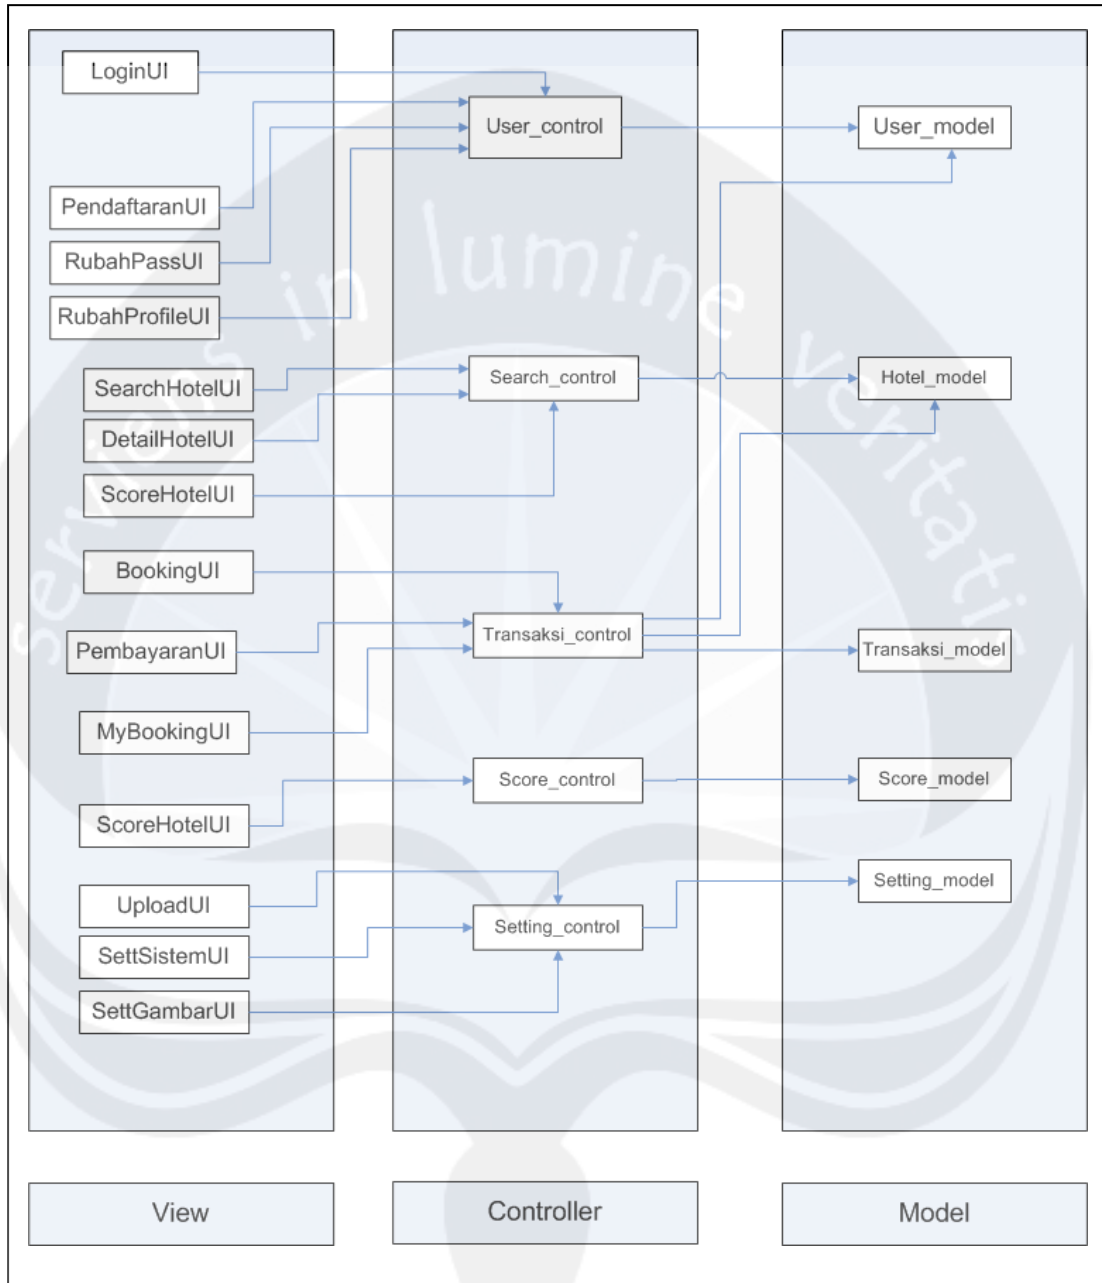 LoginUI
User_control
User_model
PendaftaranUI
RubahPassUI
RubahProfileUI
serviens in lumine veritatis
SearchHotelUI
Search_control
Hotel_model
DetailHotelUI
ScoreHotelUI
BookingUI
Transaksi_control
PembayaranUI
Transaksi_model
MyBookingUI
Score_control
Score_model
ScoreHotelUI
Setting_model
UploadUI
Setting_control
SettSistemUI
SettGambarUI
View
Controller
Model